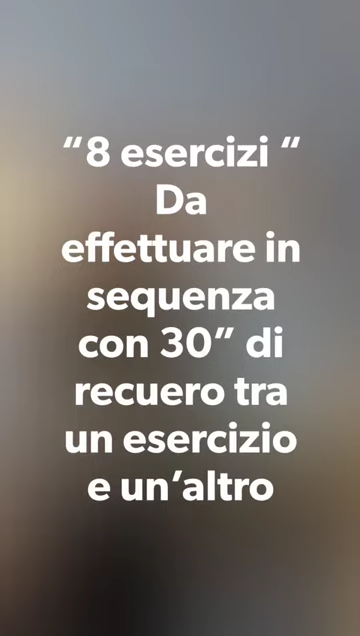 “8 esercizi “
Da
effettuare in
sequenza
con 30” di
recuero tra
un esercizio
e un’altro